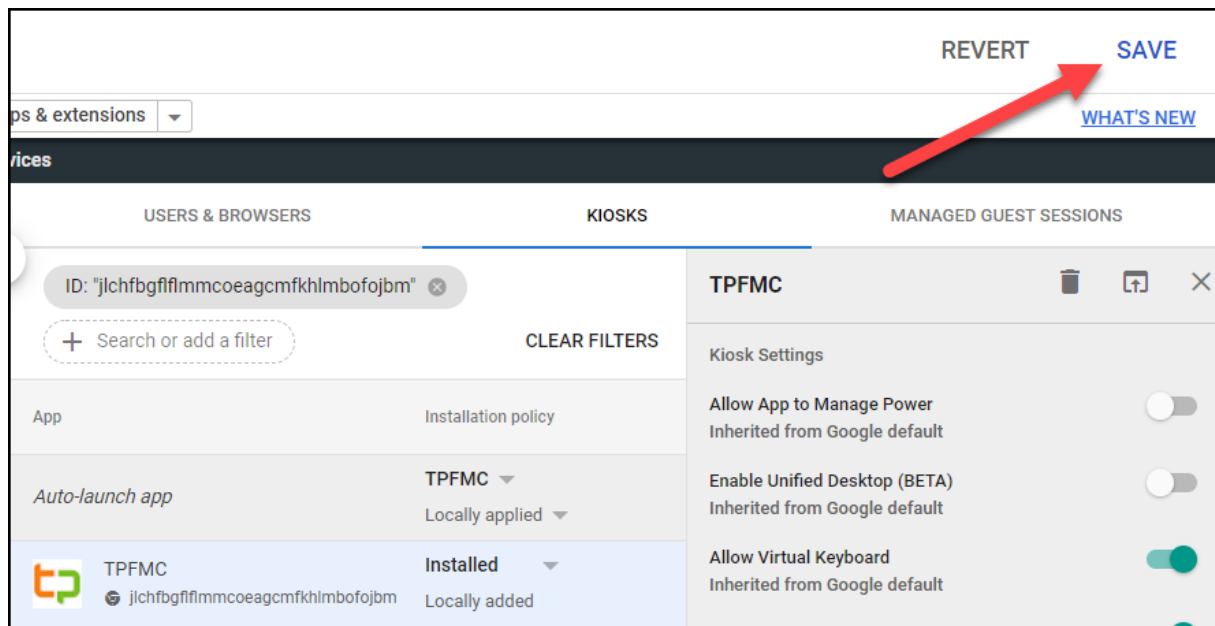 REVERT SAVE
ps & extensions
WHAT'S NEW
vices
USERS & BROWSERS KIOSKS MANAGED GUEST SESSIONS
ID: "jlchfbgflflmmcoeagcmfkhlmbofojbm"
Search or add a filter
CLEAR FILTERS
App Installation policy
Auto-launch app
TPFMC
Locally applied
TPFMC
jlchfbgflflmmcoeagcmfkhlmbofojbm
Installed
Locally added
TPFMC
Kiosk Settings
Allow App to Manage Power
Inherited from Google default
Enable Unified Desktop (BETA)
Inherited from Google default
Allow Virtual Keyboard
Inherited from Google default